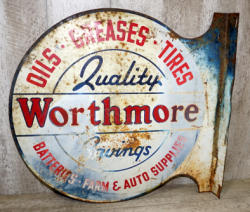 OILS GREASES TIRES
Quality
Worthmore
Savings
BATTERIES - FARM & AUTO SUPPLIES